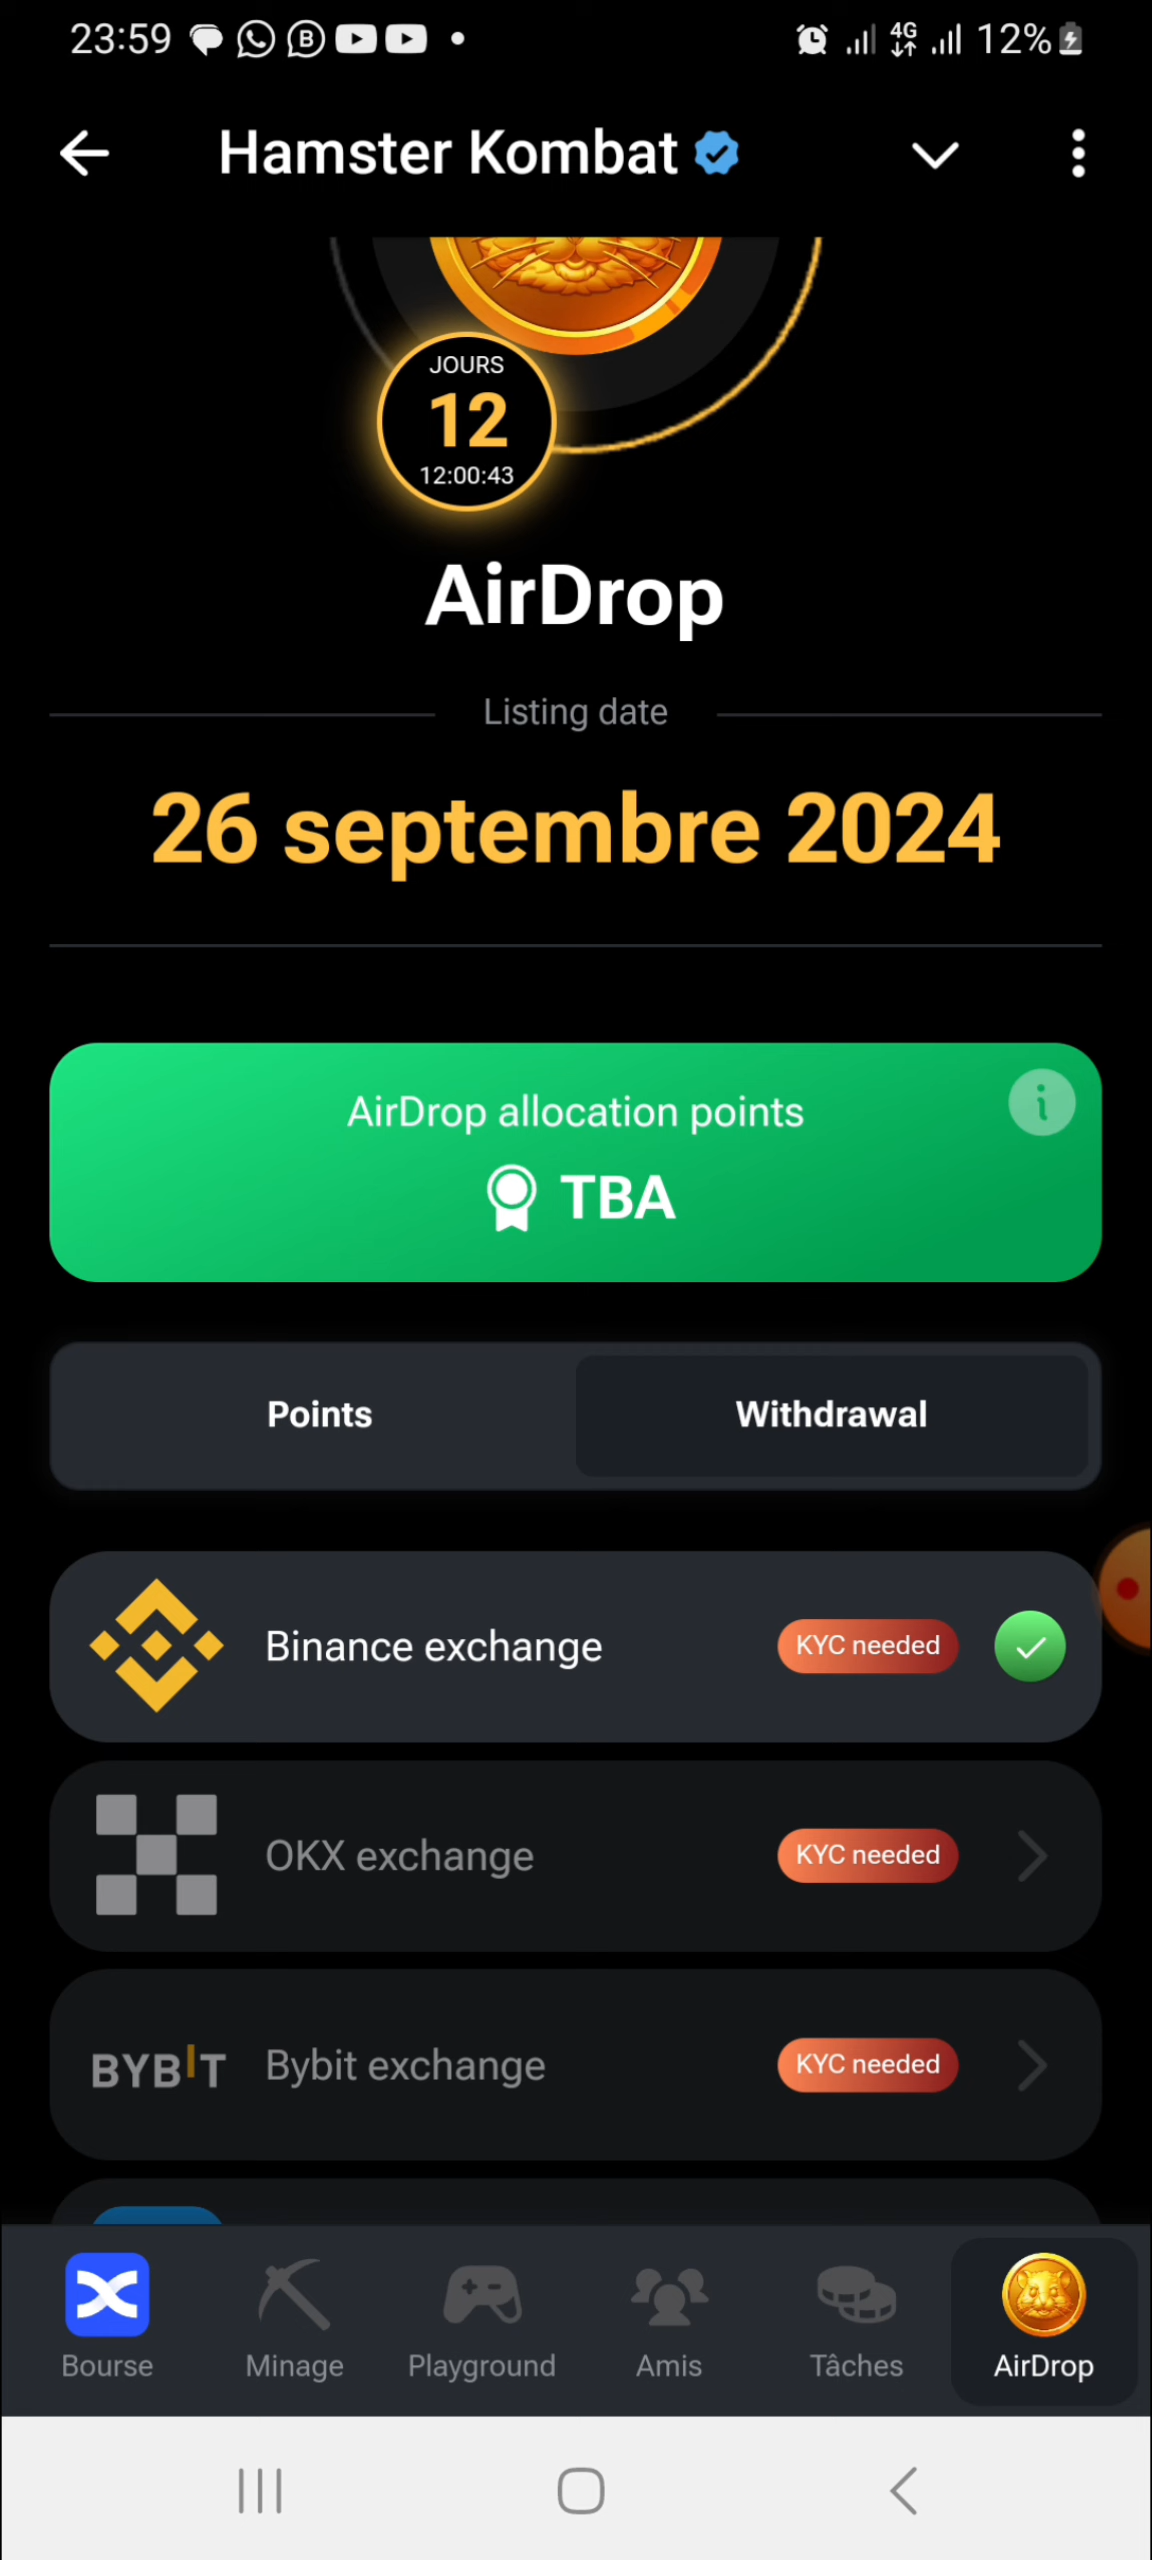 23:59
4G
12%
Hamster Kombat
JOURS
12
12:00:43
AirDrop
Listing date
26 septembre 2024
AirDrop allocation points
TBA
Points
Withdrawal
Binance exchange
KYC needed
OKX exchange
KYC needed
BYBIT
Bybit exchange
KYC needed
Bourse
Minage
Playground
Amis
Tâches
AirDrop